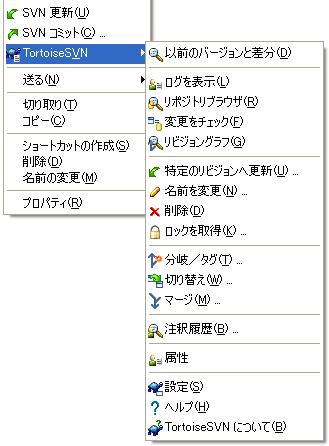 SVN 更新(U)
SVN コミット(C) ...
TortoiseSVN
送る(N)
切り取り(T)
コピー(C)
ショートカットの作成(S)
削除(D)
名前の変更(M)
プロパティ(R)
以前のバージョンと差分(D)
ログを表示(L)
リポジトリブラウザ(R)
変更をチェック(F)
リビジョングラフ(G)
特定のリビジョンへ更新(U) ...
名前を変更(N) ...
削除(D)
ロックを取得(K) ...
分岐／タグ(T) ...
切り替え(W) ...
マージ(M) ...
注釈履歴(B) ...
属性
設定(S)
ヘルプ(H)
TortoiseSVN について(B)